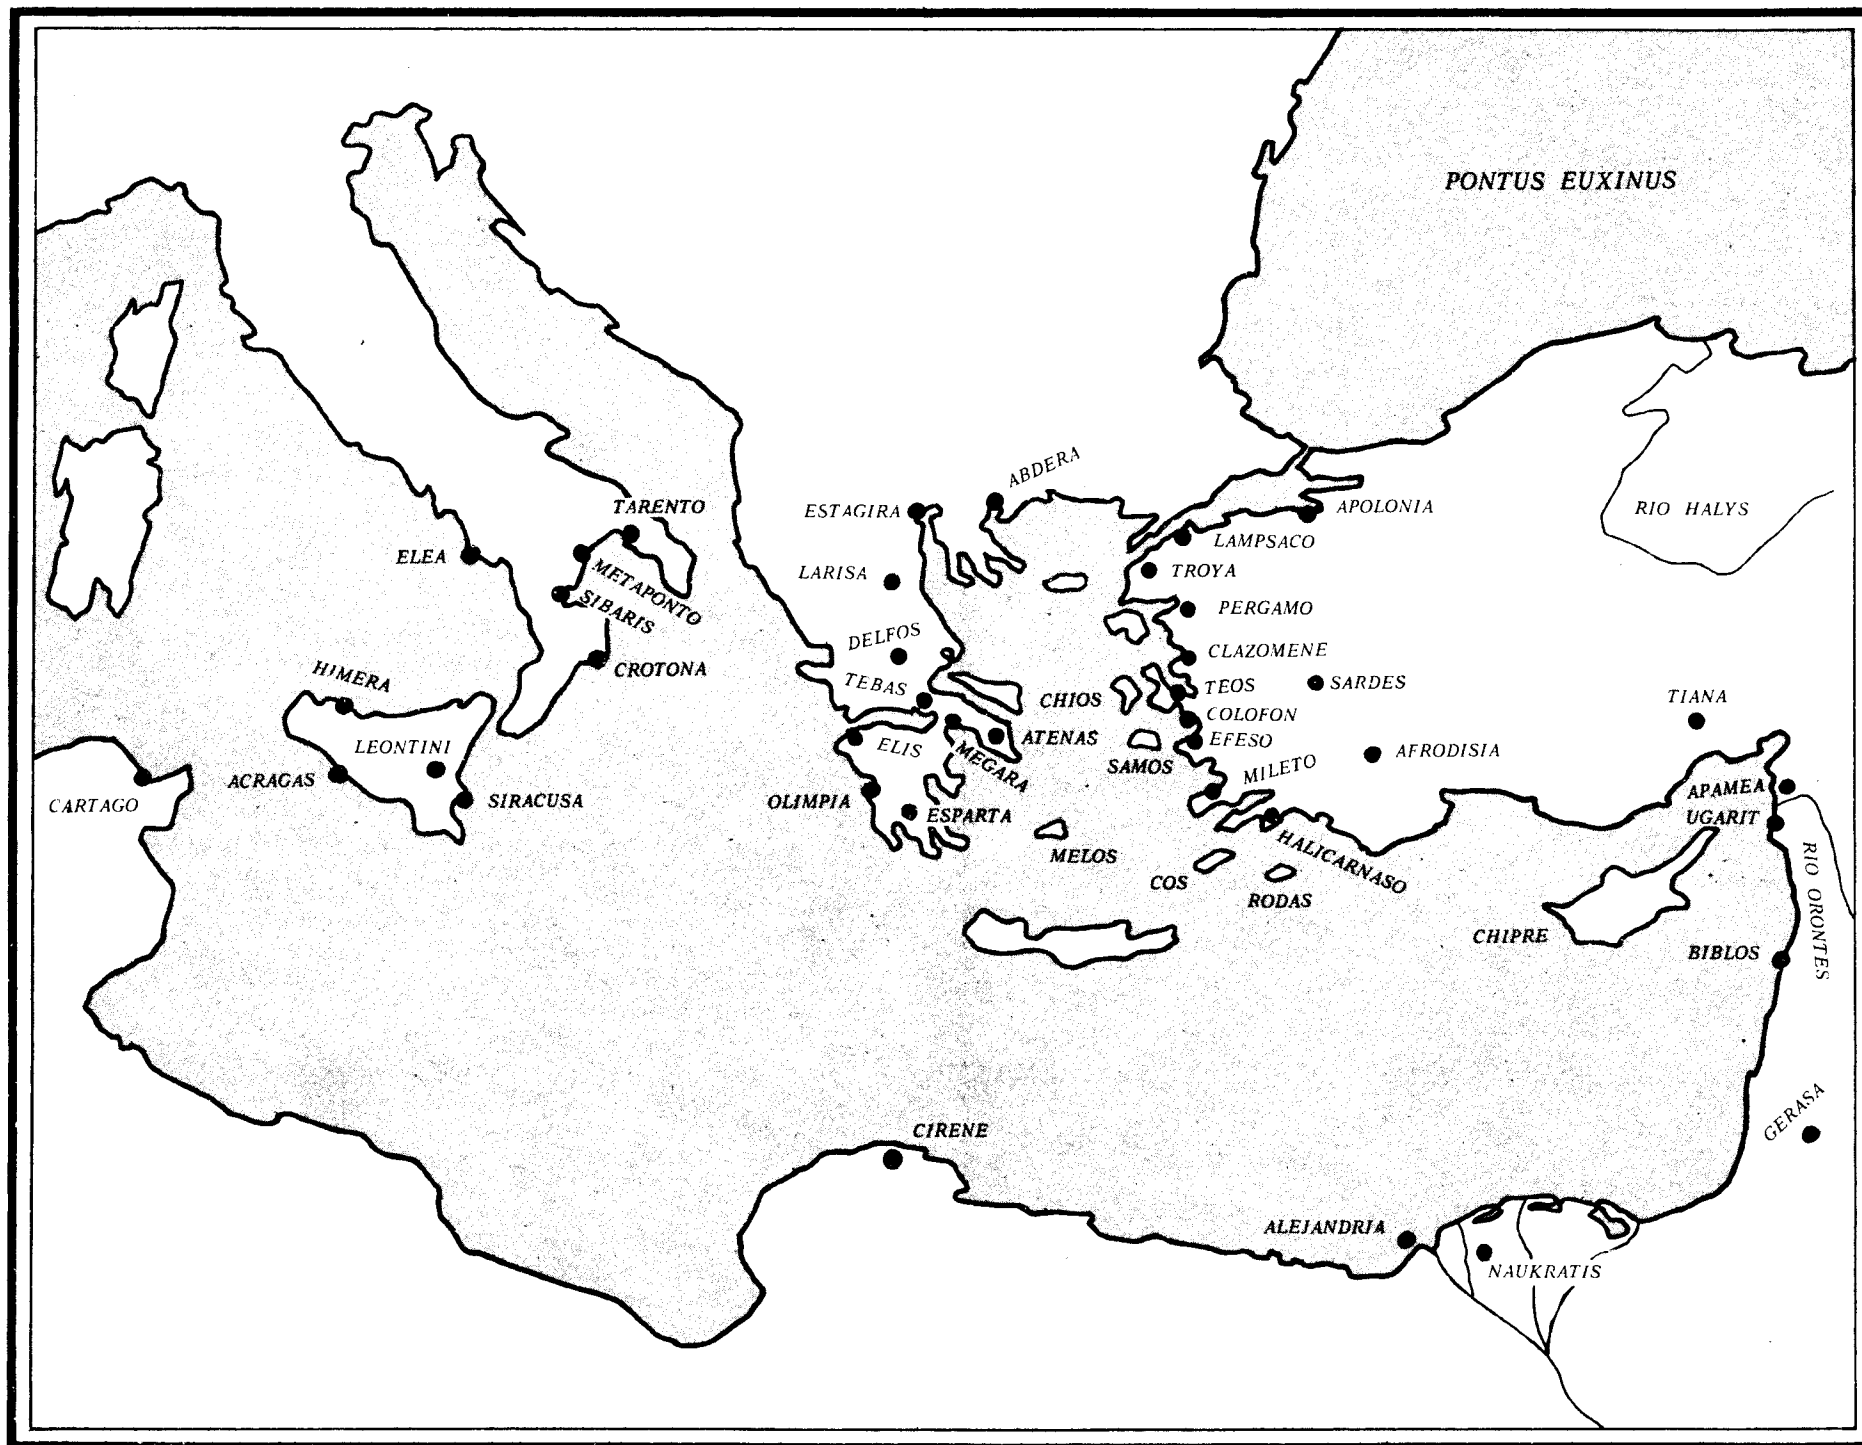 PONTUS EUXINUS
ABDERA
TARENTO
ESTAGIRA
APOLONIA
RIO HALYS
LAMPSACO
ELEA
METAPONTO
LARISA
TROYA
SIBARIS
PERGAMO
DELFOS
CLAZOMENE
CROTONA
HIMERA
TEBAS
CHIOS
TEOS
SARDES
TIANA
COLOFON
LEONTINI
ELIS
ATENAS
EFESO
AFRODISIA
MEGARA
SAMOS
MILETO
ACRAGAS
APAMEA
CARTAGO
SIRACUSA
OLIMPIA
ESPARTA
UGARIT
MELOS
HALICARNASO
COS
RODAS
RIO ORONTES
CHIPRE
BIBLOS
GERASA
CIRENE
ALEJANDRIA
NAUKRATIS